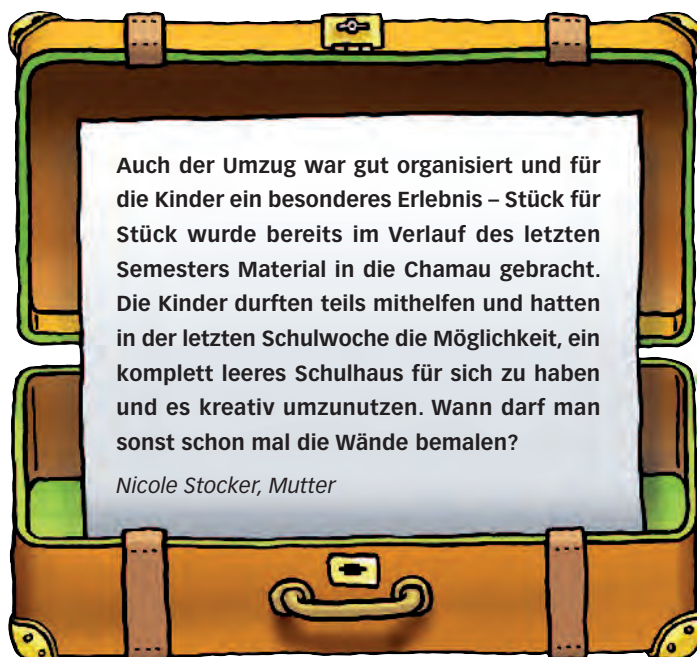 Auch der Umzug war gut organisiert und für
die Kinder ein besonderes Erlebnis – Stück für
Stück wurde bereits im Verlauf des letzten
Semesters Material in die Chamau gebracht.
Die Kinder durften teils mithelfen und hatten
in der letzten Schulwoche die Möglichkeit, ein
komplett leeres Schulhaus für sich zu haben
und es kreativ umzunutzen. Wann darf man
sonst schon mal die Wände bemalen?
Nicole Stocker, Mutter